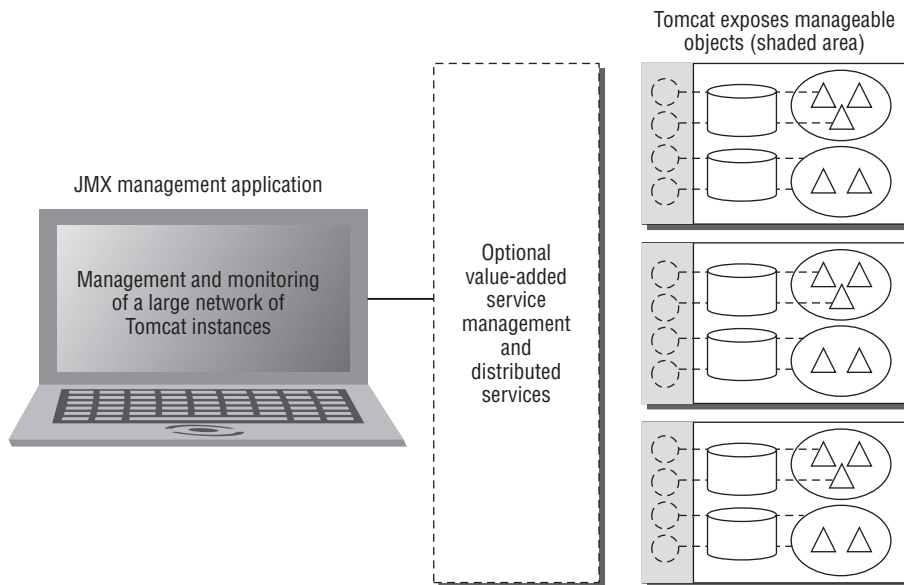 Tomcat exposes manageable
objects (shaded area)
JMX management application
Management and monitoring
of a large network of
Tomcat instances
Optional
value-added
service
management
and
distributed
services